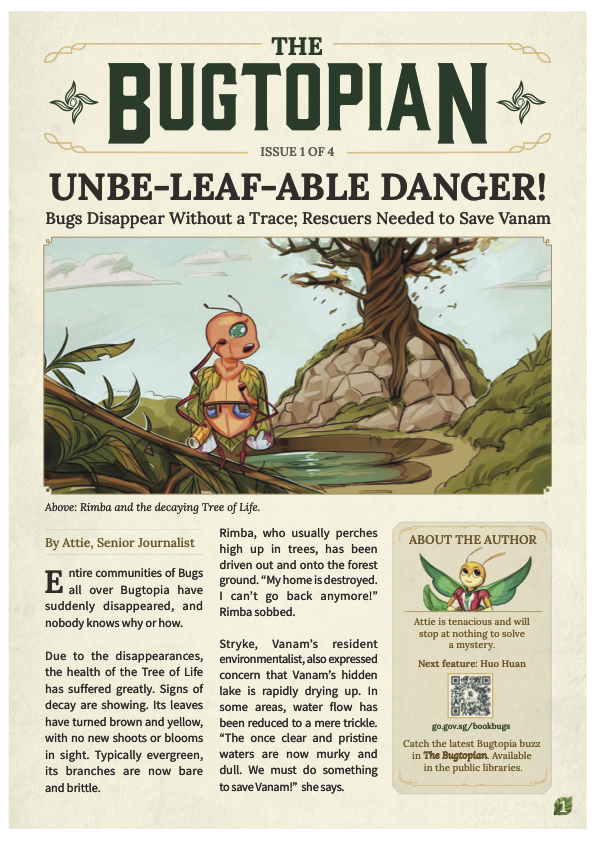 THE
BUGTOPIAN
ISSUE 1 OF 4
UNBE-LEAF-ABLE DANGER!
Bugs Disappear Without a Trace; Rescuers Needed to Save Vanam
Above: Rimba and the decaying Tree of Life.
By Attie, Senior Journalist
Entire communities of Bugs
all over Bugtopia have
suddenly disappeared, and
nobody knows why or how.
Due to the disappearances,
the health of the Tree of Life
has suffered greatly. Signs of
decay are showing. Its leaves
have turned brown and yellow,
with no new shoots or blooms
in sight. Typically evergreen,
its branches are now bare
and brittle.
Rimba, who usually perches
high up in trees, has been
driven out and onto the forest
ground. “My home is destroyed.
I can’t go back anymore!”
Rimba sobbed.
Stryke, Vanam’s resident
environmentalist, also expressed
concern that Vanam’s hidden
lake is rapidly drying up. In
some areas, water flow has
been reduced to a mere trickle.
“The once clear and pristine
waters are now murky and
dull. We must do something
to save Vanam!” she says.
ABOUT THE AUTHOR
Attie is tenacious and will
stop at nothing to solve
a mystery.
Next feature: Huo Huan
go.gov.sg/bookbugs
Catch the latest Bugtopia buzz
in The Bugtopian. Available
in the public libraries.
1